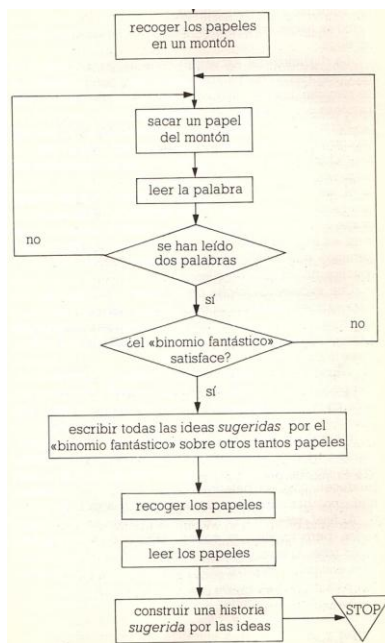 recoger los papeles
en un montón
sacar un papel
del montón
leer la palabra
no
se han leído
dos palabras
sí
¿el «binomio fantástico»
satisface?
no
sí
escribir todas las ideas sugeridas por el
«binomio fantástico» sobre otros tantos papeles
recoger los papeles
leer los papeles
construir una historia
sugerida por las ideas
STOP